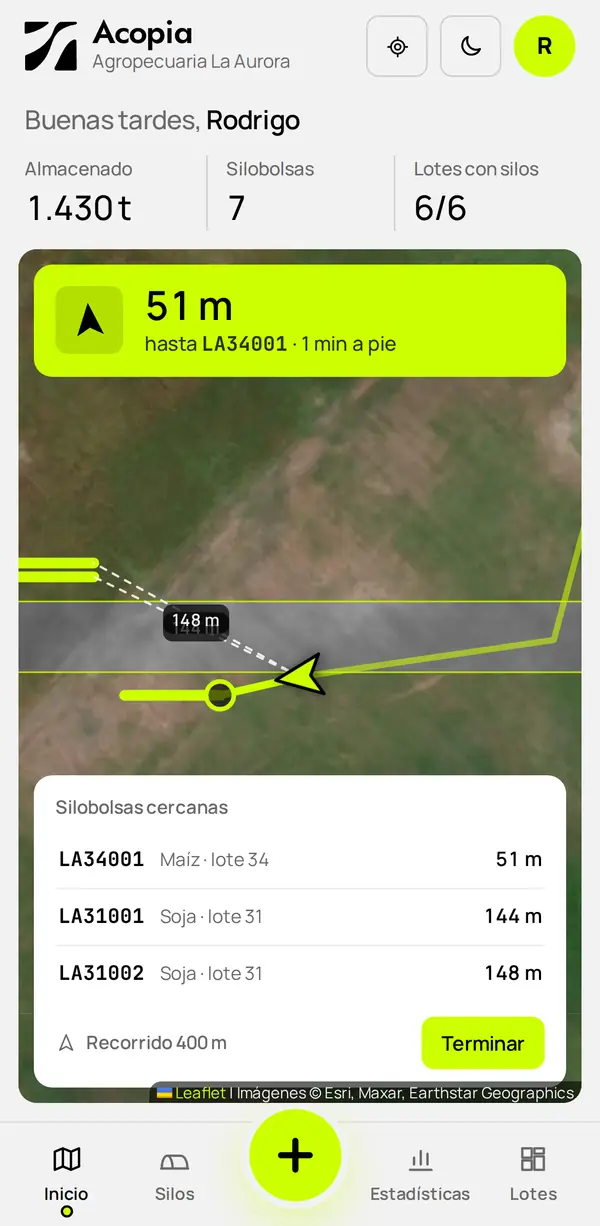 Acopia
Agropecuaria La Aurora
R
Buenas tardes, Rodrigo
Almacenado
Silobolsas
Lotes con silos
1.430 t
7
6/6
51 m
hasta LA34001 · 1 min a pie
148 m
Silobolsas cercanas
LA34001 Maíz · lote 34 51 m
LA31001 Soja · lote 31 144 m
LA31002 Soja · lote 31 148 m
Recorrido 400 m
Terminar
Leaflet | Imágenes © Esri, Maxar, Earthstar Geographics
Inicio
Silos
Estadísticas
Lotes